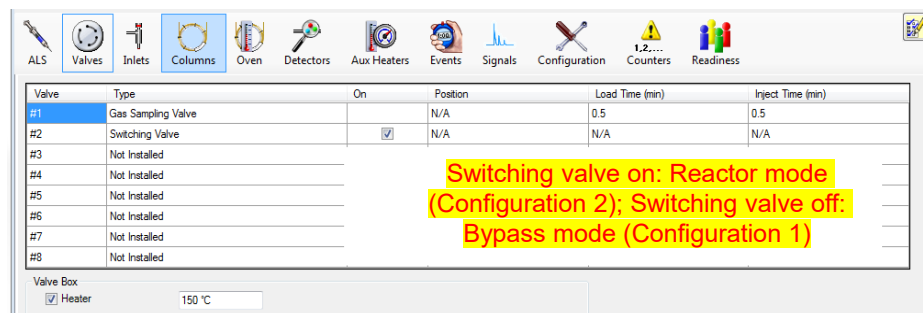 ALS Valves Inlets Columns Oven Detectors Aux Heaters Events Signals Configuration 1,2,... Counters Readiness
Valve Type On Position Load Time (min) Inject Time (min)
#1 Gas Sampling Valve N/A 0.5 0.5
#2 Switching Valve N/A N/A N/A
#3 Not Installed
#4 Not Installed
#5 Not Installed
#6 Not Installed
#7 Not Installed
#8 Not Installed
Switching valve on: Reactor mode
(Configuration 2); Switching valve off:
Bypass mode (Configuration 1)
Valve Box
Heater 150 °C